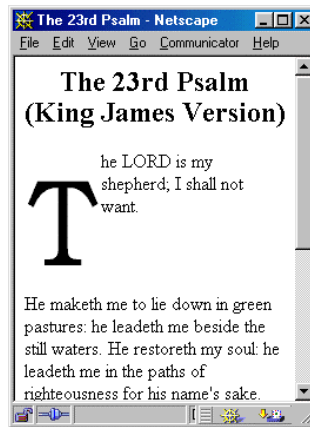 The 23rd Psalm - Netscape
File Edit View Go Communicator Help
The 23rd Psalm
(King James Version)
The LORD is my
shepherd; I shall not
want.
He maketh me to lie down in green
pastures: he leadeth me beside the
still waters. He restoreth my soul: he
leadeth me in the paths of
righteousness for his name's sake.